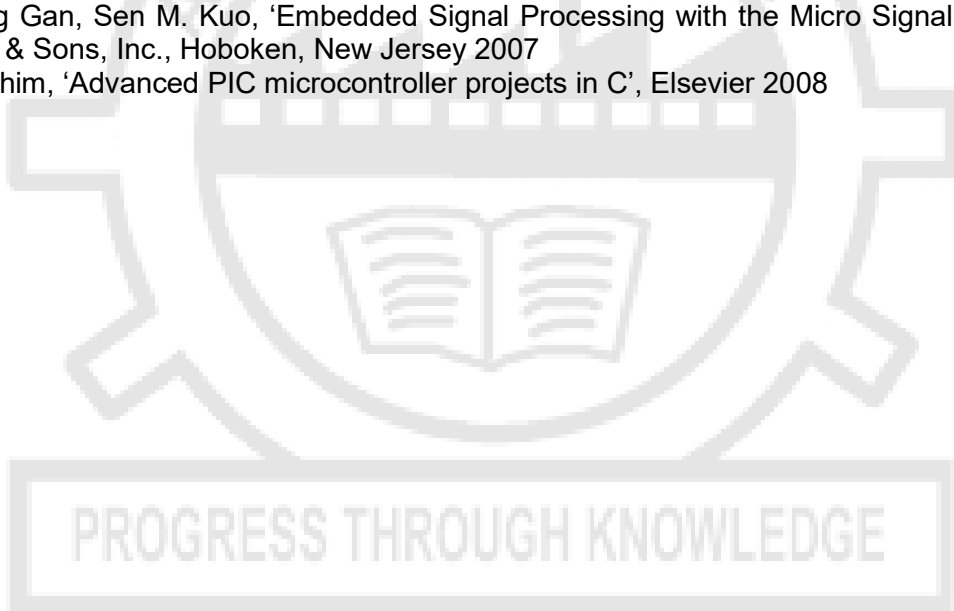 g Gan, Sen M. Kuo, ‘Embedded Signal Processing with the Micro Signal
& Sons, Inc., Hoboken, New Jersey 2007
him, ‘Advanced PIC microcontroller projects in C’, Elsevier 2008
PROGRESS THROUGH KNOWLEDGE